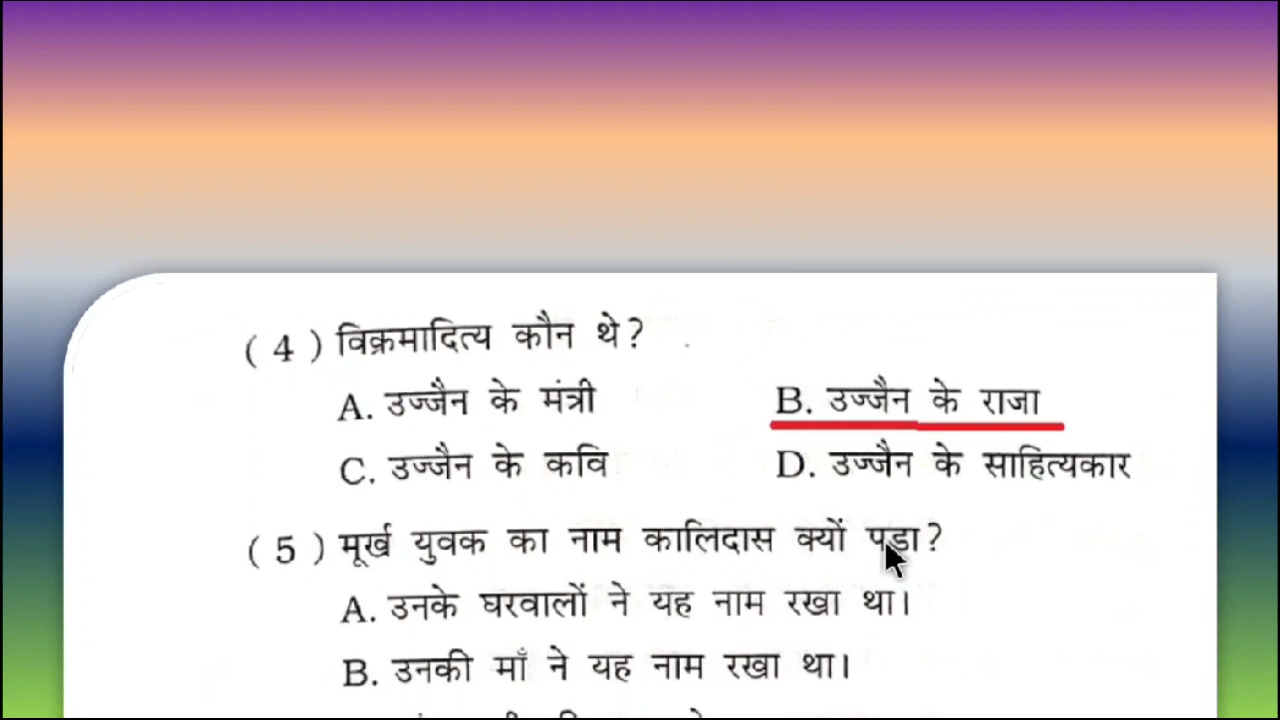 ( 4 ) विक्रमादित्य कौन थे?
A. उज्जैन के मंत्री B. उज्जैन के राजा
C. उज्जैन के कवि D. उज्जैन के साहित्यकार
( 5 ) मूर्ख युवक का नाम कालिदास क्यों पड़ा?
A. उनके घरवालों ने यह नाम रखा था।
B. उनकी माँ ने यह नाम रखा था।